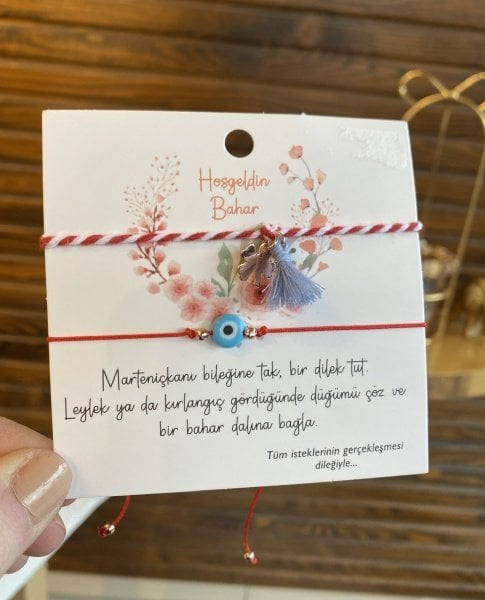 Hoşgeldin
Bahar
Marteniçkanı bileğine tak, bir dilek tut.
Leylek ya da kırlangıç gördüğünde düğümü çöz ve
bir bahar dalına bağla.
Tüm isteklerinin gerçekleşmesi
dileğiyle...